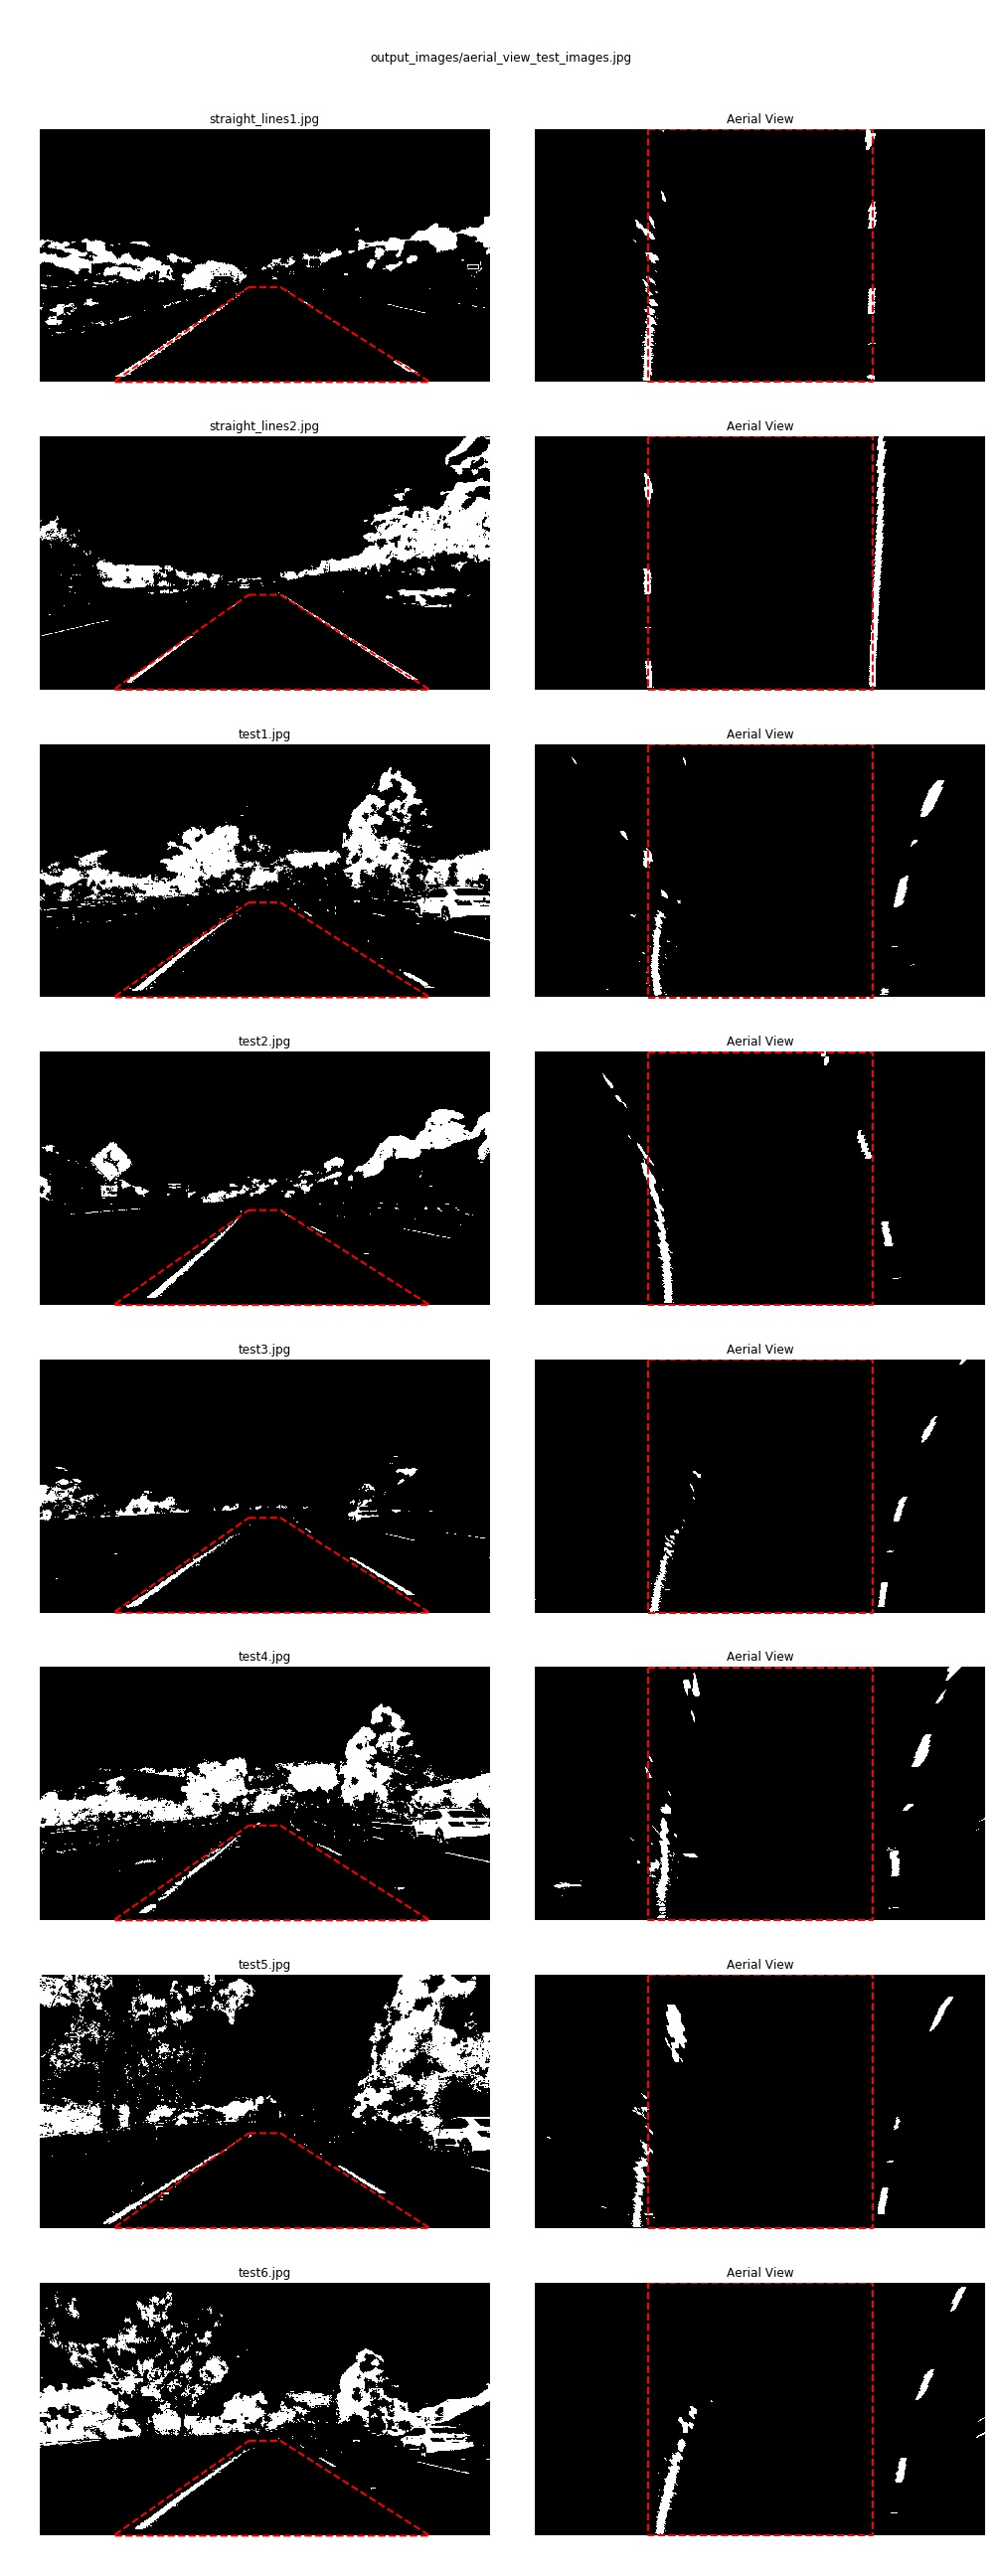 output_images/aerial_view_test_images.jpg
straight_lines1.jpg
Aerial View
straight_lines2.jpg
Aerial View
test1.jpg
Aerial View
test2.jpg
Aerial View
test3.jpg
Aerial View
test4.jpg
Aerial View
test5.jpg
Aerial View
test6.jpg
Aerial View